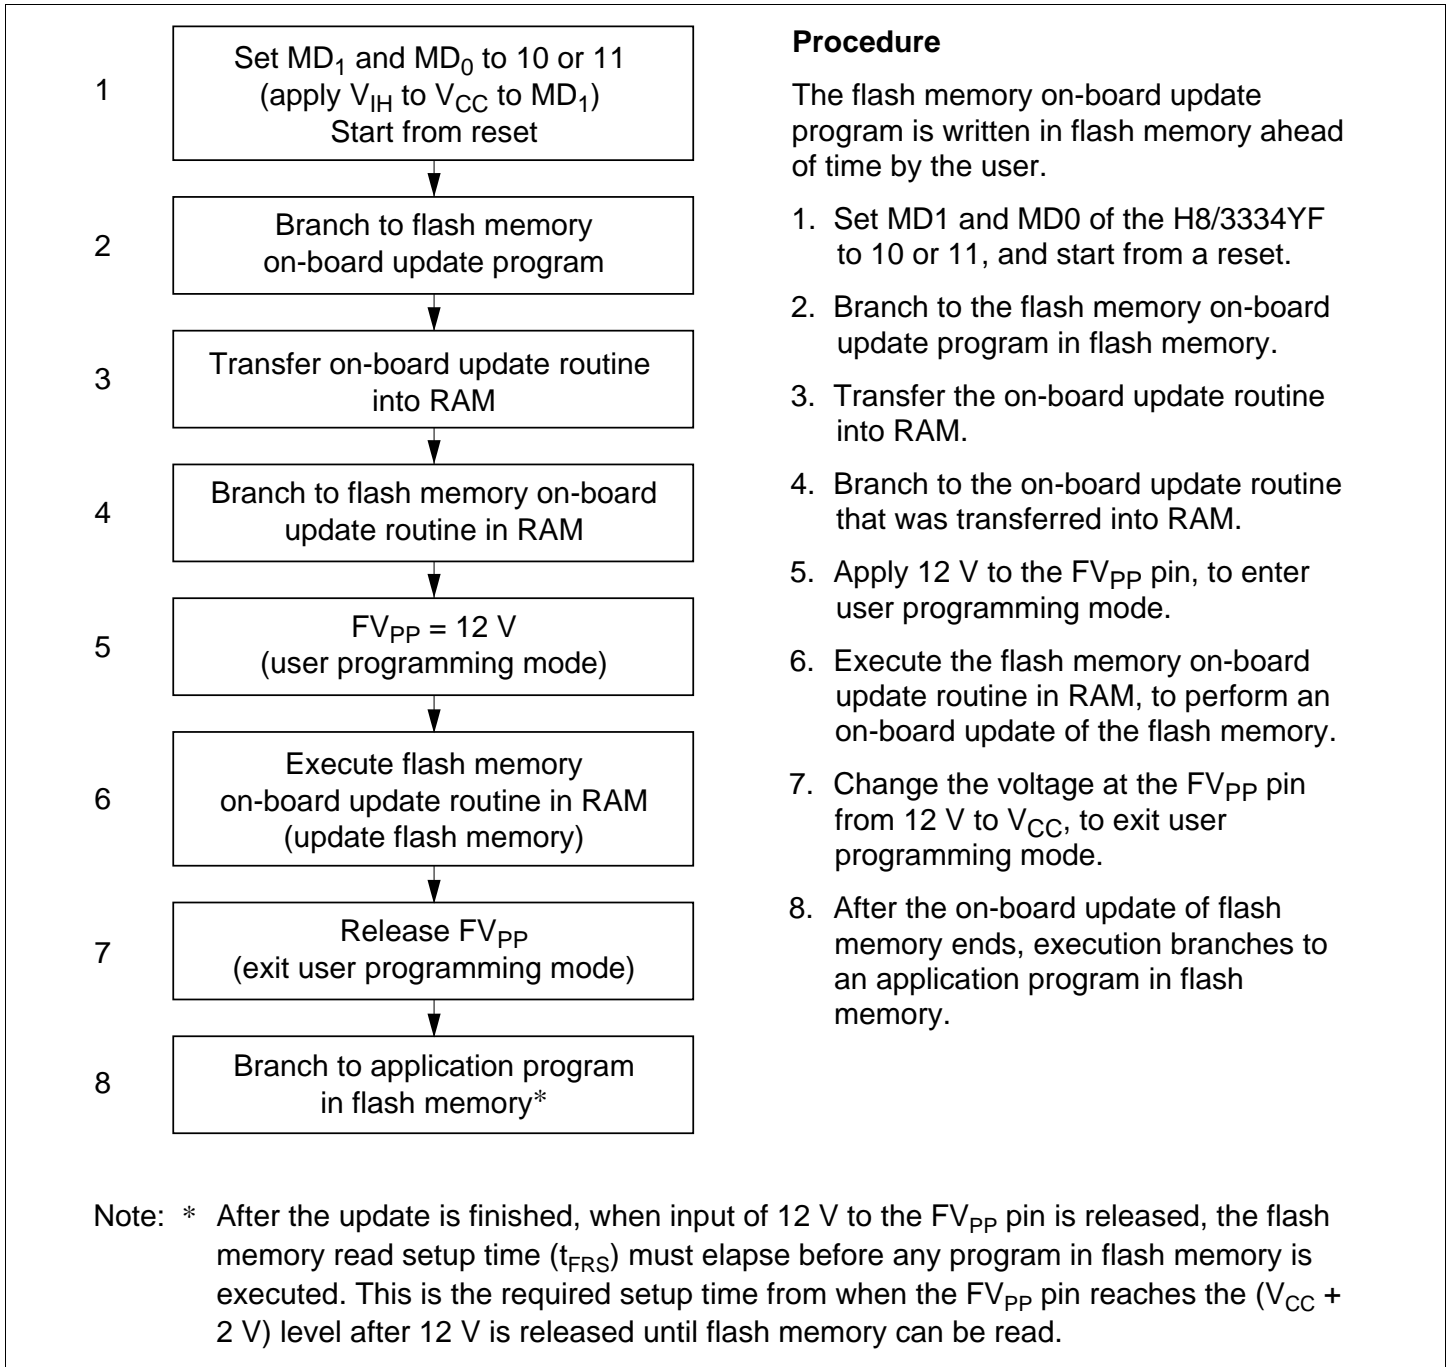 1
Set MD₁ and MD₀ to 10 or 11
(apply V_IH to V_CC to MD₁)
Start from reset
2
Branch to flash memory
on-board update program
3
Transfer on-board update routine
into RAM
4
Branch to flash memory on-board
update routine in RAM
5
FV_PP = 12 V
(user programming mode)
6
Execute flash memory
on-board update routine in RAM
(update flash memory)
7
Release FV_PP
(exit user programming mode)
8
Branch to application program
in flash memory*
Procedure
The flash memory on-board update
program is written in flash memory ahead
of time by the user.
1. Set MD1 and MD0 of the H8/3334YF
to 10 or 11, and start from a reset.
2. Branch to the flash memory on-board
update program in flash memory.
3. Transfer the on-board update routine
into RAM.
4. Branch to the on-board update routine
that was transferred into RAM.
5. Apply 12 V to the FV_PP pin, to enter
user programming mode.
6. Execute the flash memory on-board
update routine in RAM, to perform an
on-board update of the flash memory.
7. Change the voltage at the FV_PP pin
from 12 V to V_CC, to exit user
programming mode.
8. After the on-board update of flash
memory ends, execution branches to
an application program in flash
memory.
Note: * After the update is finished, when input of 12 V to the FV_PP pin is released, the flash
memory read setup time (t_FRS) must elapse before any program in flash memory is
executed. This is the required setup time from when the FV_PP pin reaches the (V_CC +
2 V) level after 12 V is released until flash memory can be read.